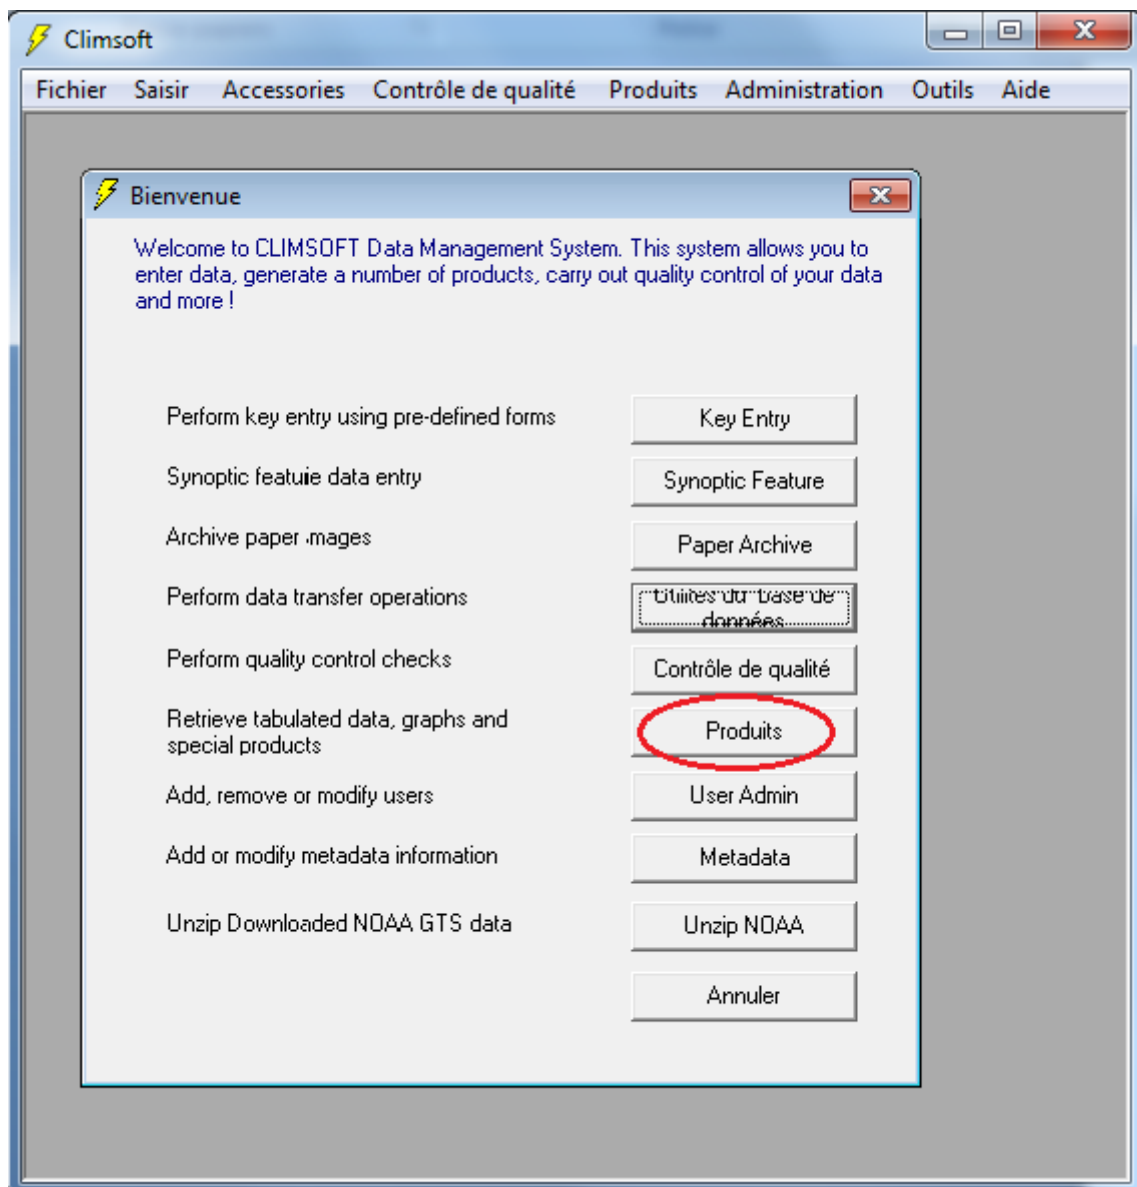 Climsoft
Fichier Saisir Accessories Contrôle de qualité Produits Administration Outils Aide
Bienvenue
Welcome to CLIMSOFT Data Management System. This system allows you to
enter data, generate a number of products, carry out quality control of your data
and more !
Perform key entry using pre-defined forms Key Entry
Synoptic featuie data entry Synoptic Feature
Archive paper .mages Paper Archive
Perform data transfer operations Utilités du base de
données
Perform quality control checks Contrôle de qualité
Retrieve tabulated data, graphs and
special products Produits
Add, remove or modify users User Admin
Add or modify metadata information Metadata
Unzip Downloaded NOAA GTS data Unzip NOAA
Annuler